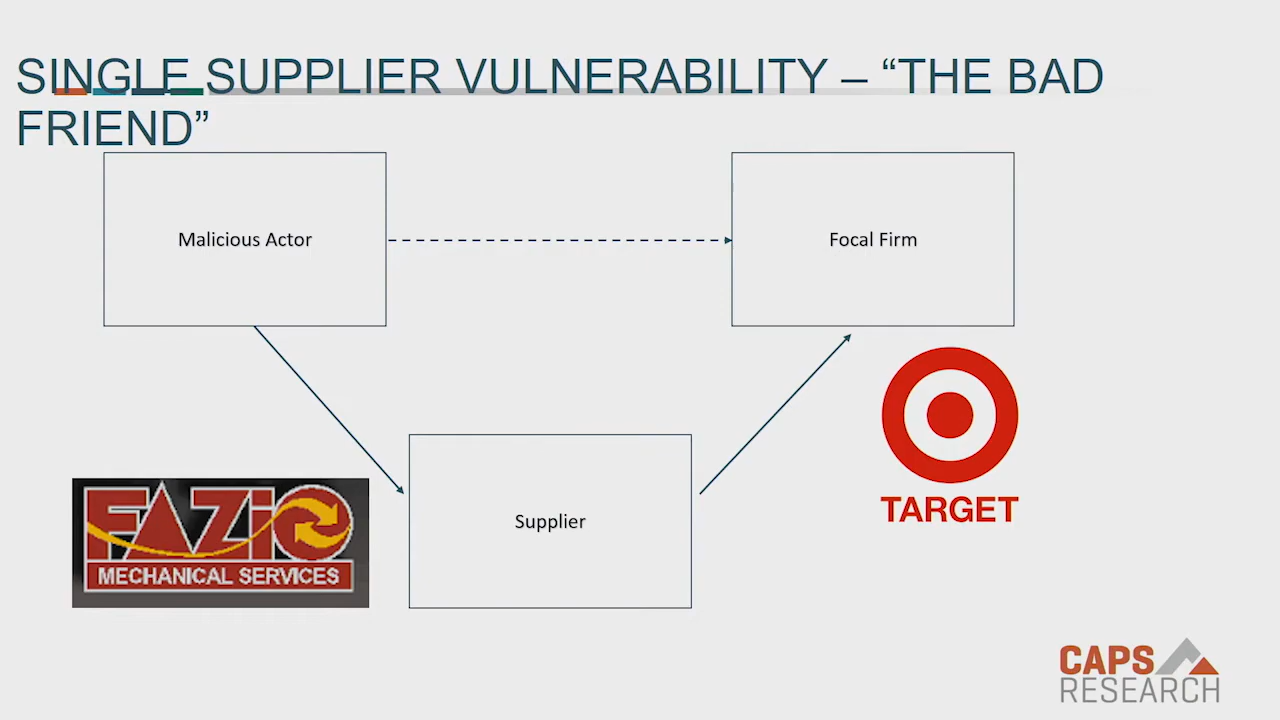 SINGLE SUPPLIER VULNERABILITY – “THE BAD
FRIEND”
Malicious Actor
Focal Firm
Supplier
FAZIO
MECHANICAL SERVICES
TARGET
CAPS
RESEARCH